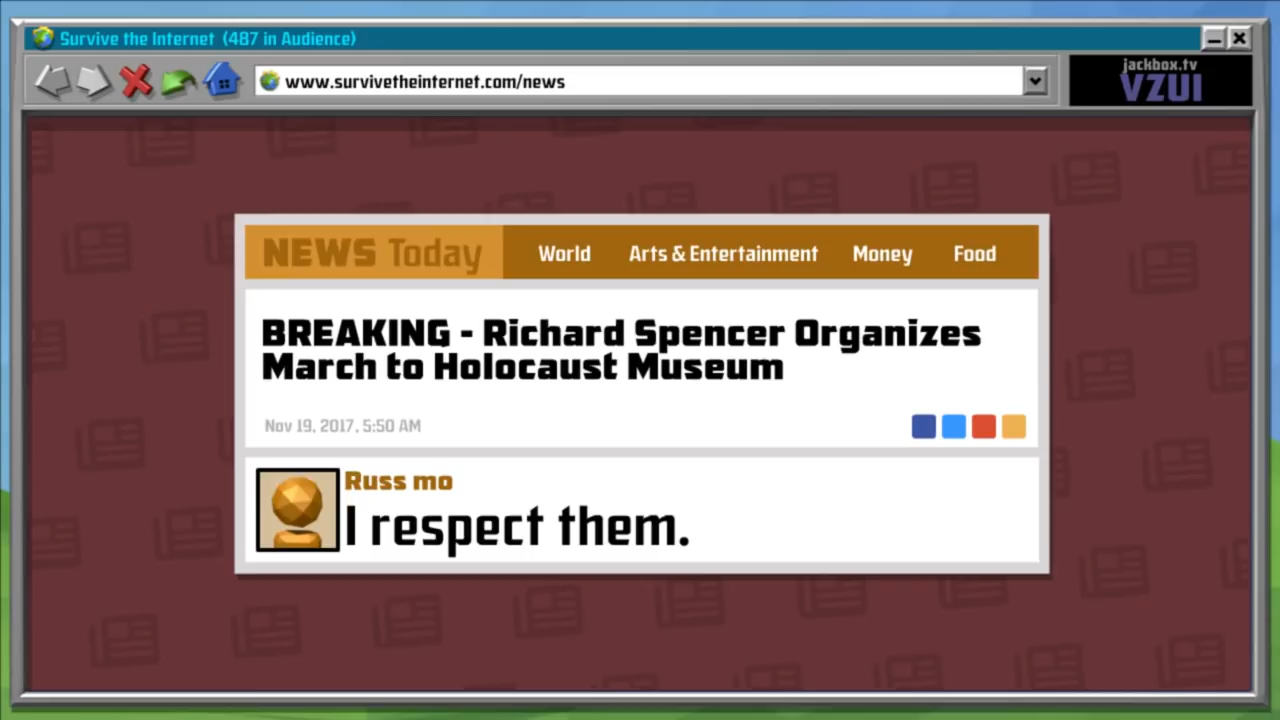 Survive the Internet (487 in Audience)
www.survivetheinternet.com/news
jackbox.tv
VZUI
NEWS Today World Arts & Entertainment Money Food
BREAKING - Richard Spencer Organizes
March to Holocaust Museum
Nov 19, 2017, 5:50 AM
Russ mo
I respect them.